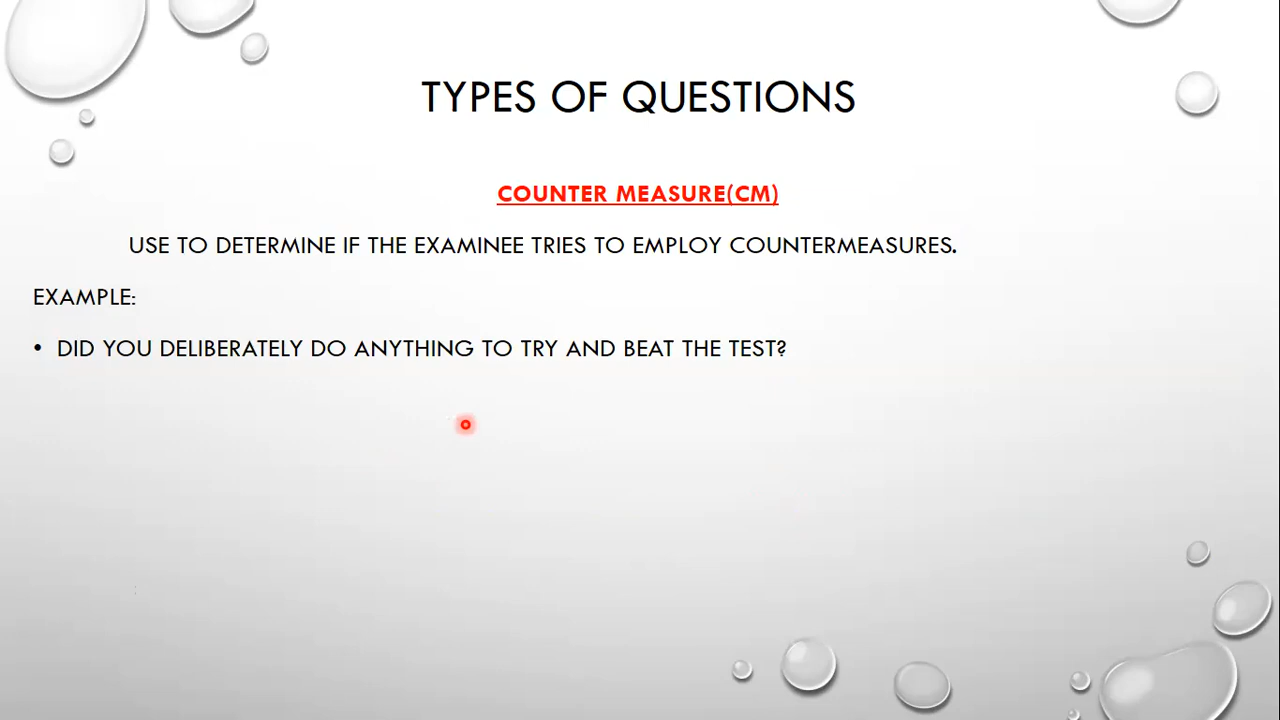 TYPES OF QUESTIONS
COUNTER MEASURE(CM)
USE TO DETERMINE IF THE EXAMINEE TRIES TO EMPLOY COUNTERMEASURES.
EXAMPLE:
• DID YOU DELIBERATELY DO ANYTHING TO TRY AND BEAT THE TEST?